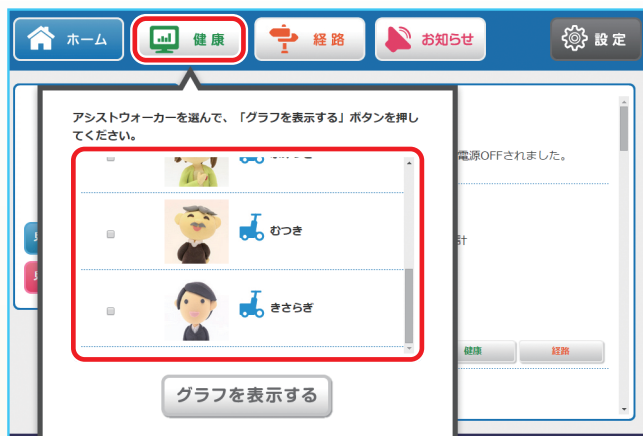 ホーム
健康
経路
お知らせ
設定
アシストウォーカーを選んで、「グラフを表示する」ボタンを押し
てください。
電源OFFされました。
むつき
計
きさらぎ
健康
経路
グラフを表示する